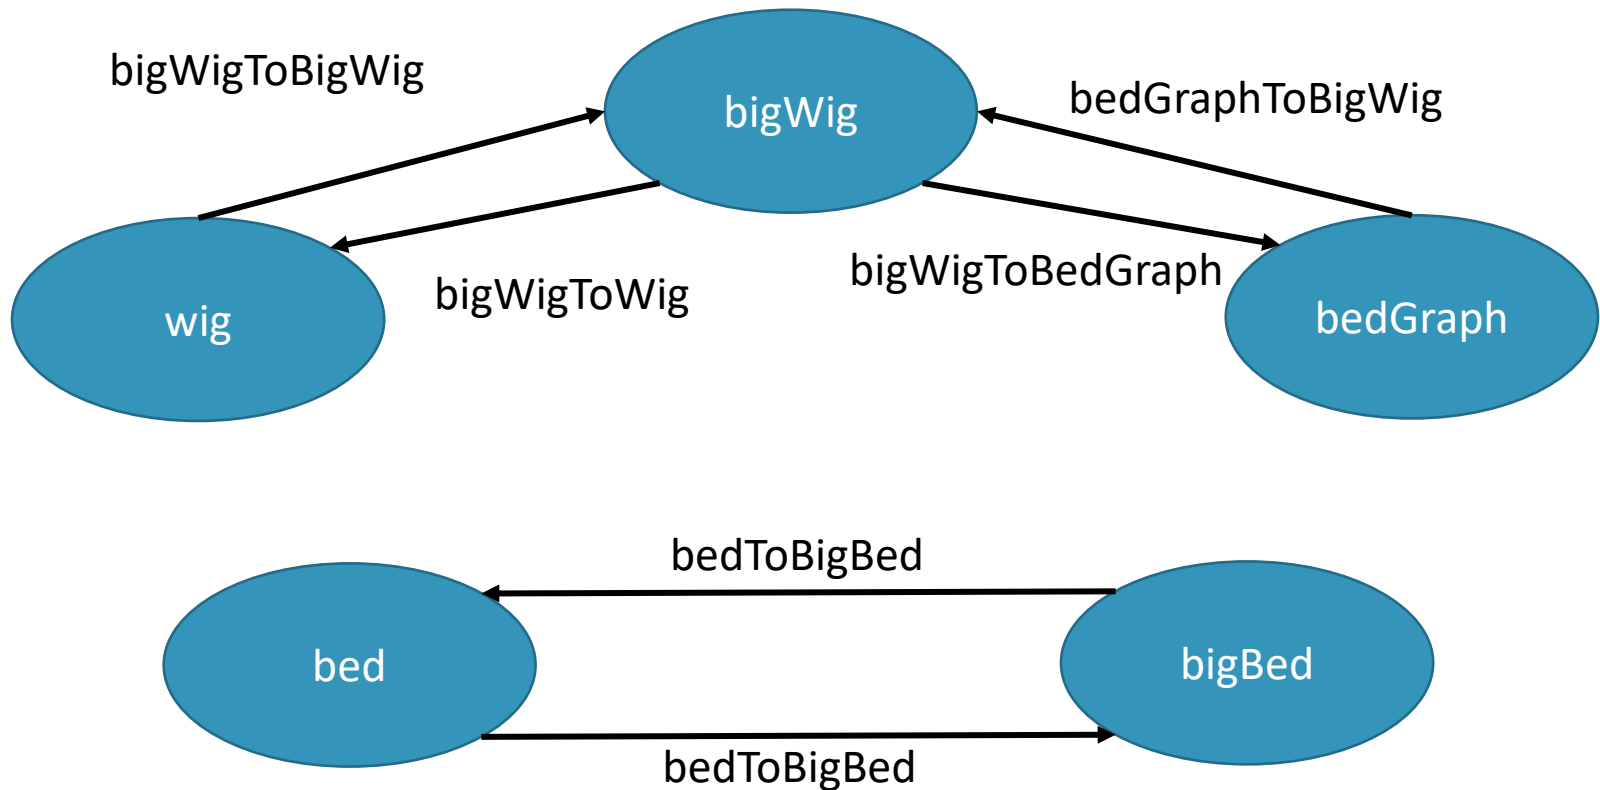 bigWigToBigWig
bigWig
bedGraphToBigWig
wig
bigWigToWig
bigWigToBedGraph
bedGraph
bedToBigBed
bed
bigBed
bedToBigBed